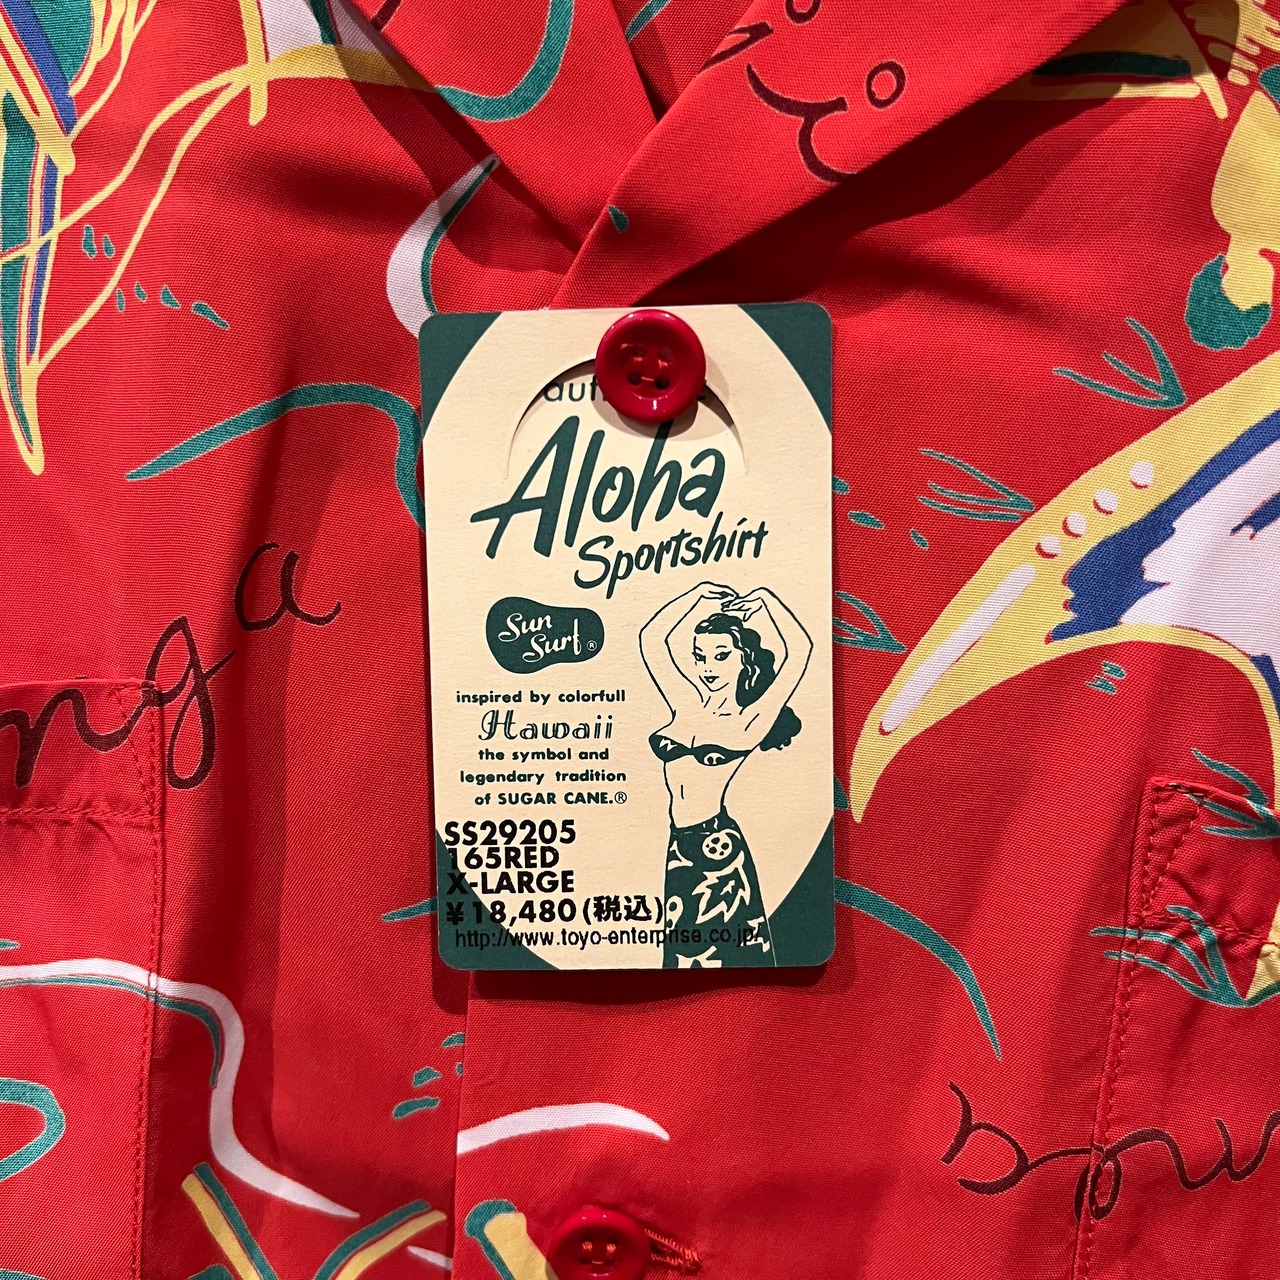 Aloha
Sportshirt
Sun
Surf®
inspired by colorfull
Hawaii
the symbol and
legendary tradition
of SUGAR CANE.®
SS29205
165RED
X-LARGE
¥18,480(税込)
http://www.toyo-enterprise.co.jp/
nga